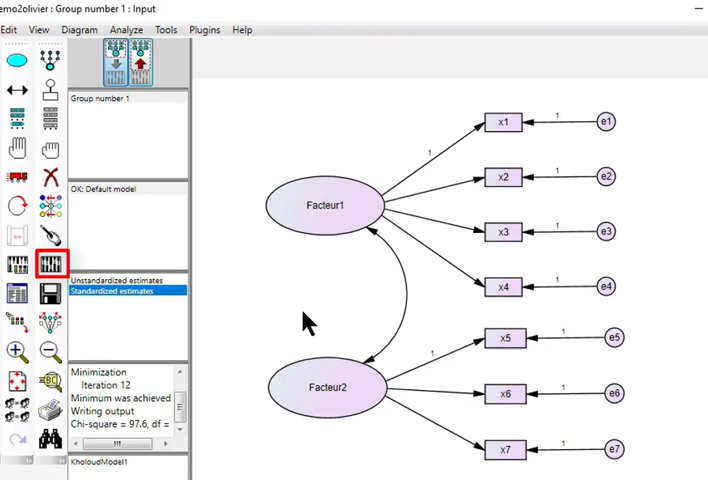 emo2olivier : Group number 1 : Input
Edit View Diagram Analyze Tools Plugins Help
Group number 1
OK: Default model
Unstandardized estimates
Standardized estimates
Minimization
Iteration 12
Minimum was achieved
Writing output
Chi-square = 97.6, df =
KholoudModel1
BC
Facteur1
Facteur2
1
x1
1
e1
x2
1
e2
x3
1
e3
x4
1
e4
1
x5
1
e5
x6
1
e6
x7
1
e7